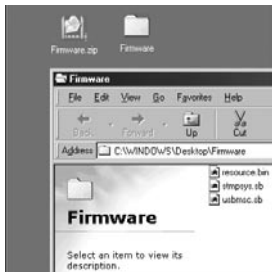 Firmware.zip Firmware
Firmware
File Edit View Go Favorites Help
Back Forward Up Cut
Address C:\WINDOWS\Desktop\Firmware
resource.bin
stmpsys.sb
usbmsc.sb
Firmware
Select an item to view its
description.